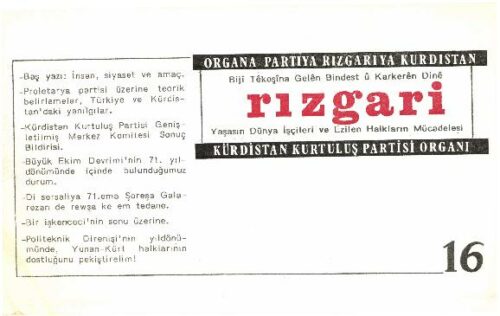 -Baş yazı: İnsan, siyaset ve amaç.
-Proletarya partisi üzerine teorik
belirlemeler, Türkiye ve Kürdis-
tan'daki yanılgılar.
-Kürdistan Kurtuluş Partisi Geniş-
letilmiş Merkez Komitesi Sonuç
Bildirisi.
-Büyük Ekim Devrimi'nin 71. yıl-
dönümünde içinde bulunduğumuz
durum.
-Di sersaliya 71.ema Şoreşa Gela
rezan de rewşa ke em tedane.
-Bir işkenceci'nin sonu üzerine.
-Politeknik Direnişi'nin yıldönü-
münde, Yunan-Kürt halklarının
dostluğunu pekiştirelim!
ORGANA PARTIYA RIZGARIYA KURDISTAN
Biji Têkoşîna Gelên Bindest û Karkerên Dinê
rızgari
Yaşasın Dünya İşçileri ve Ezilen Halkların Mücadelesi
KÜRDİSTAN KURTULUŞ PARTİSİ ORGANI
16